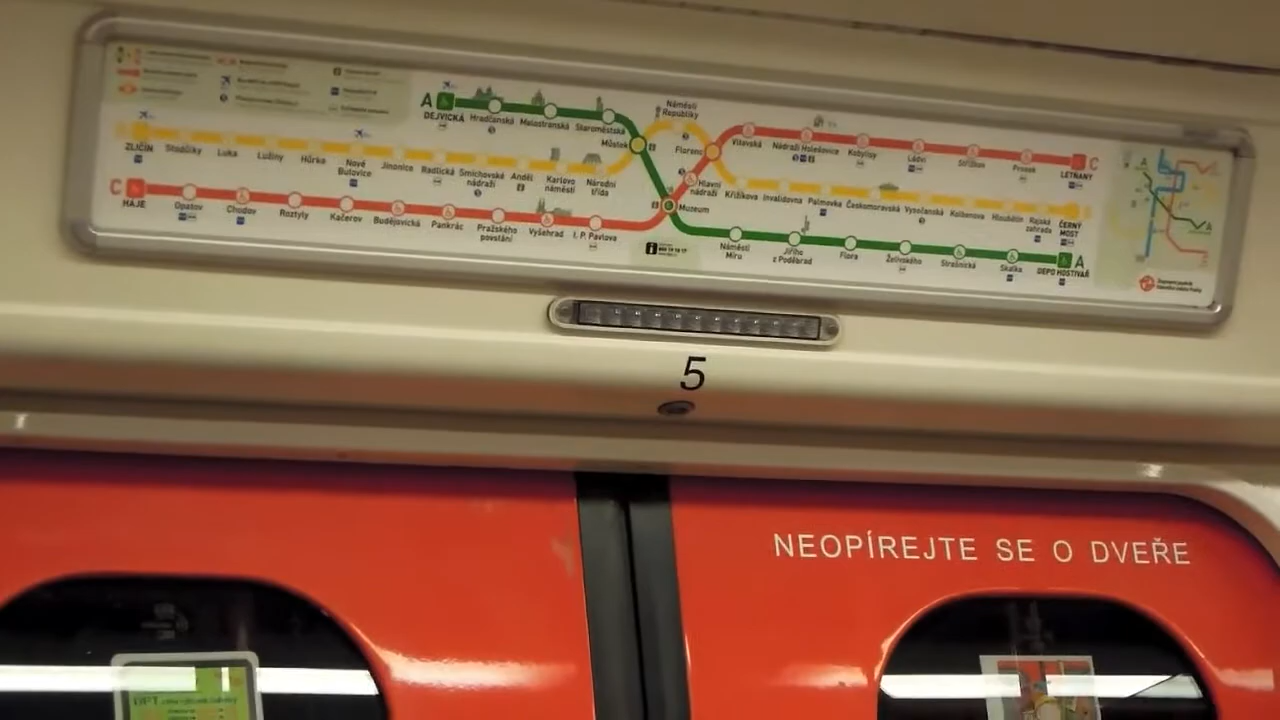 A
DEJVICKÁ
Hradčanská
Malostranská
Staroměstská
Můstek
Náměstí
Republiky
Florenc
Vltavská
Nádraží Holešovice
Kobylisy
Ládví
Střížkov
Prosek
LETŇANY
C
ZLIČÍN
Stodůlky
Luka
Lužiny
Hůrka
Nové
Butovice
Jinonice
Radlická
Smíchovské
nádraží
Anděl
Karlovo
náměstí
Národní
třída
Hlavní
nádraží
Křižíkova
Invalidovna
Palmovka
Českomoravská
Vysočanská
Kolbenova
Hloubětín
Rajská
zahrada
ČERNÝ
MOST
C
HÁJE
Opatov
Chodov
Roztyly
Kačerov
Budějovická
Pankrác
Pražského
povstání
Vyšehrad
I. P. Pavlova
Muzeum
Náměstí
Míru
Jiřího
z Poděbrad
Flora
Želivského
Strašnická
Skalka
DEPO HOSTIVAŘ
A
5
NEOPÍREJTE SE O DVEŘE